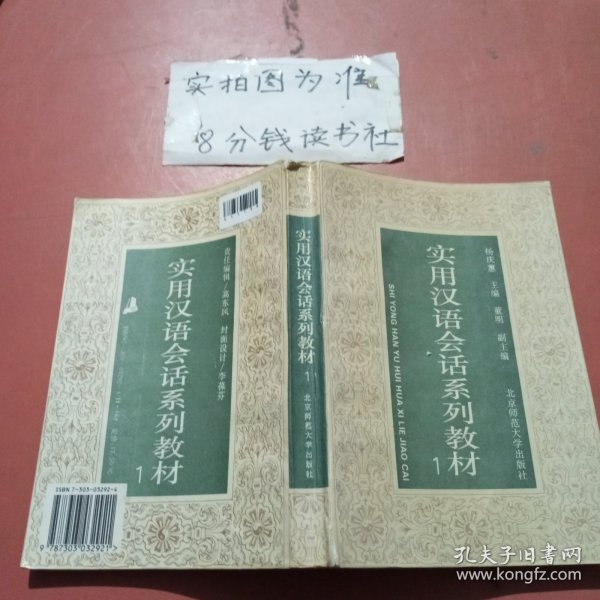 实拍图为准
8分钱读书社
责任编辑/高东风 封面设计/李葆芬
实用汉语会话系列教材
1
ISBN 7-303-03292-4
9 787303 032921>
实用汉语会话系列教材
1
北京师范大学出版社
杨庆蕙 主编 董明 副主编
实用汉语会话系列教材
1
SHI YONG HAN YU HUI HUA XI LIE JIAO CAI
北京师范大学出版社
孔夫子旧书网
www.kongfz.com